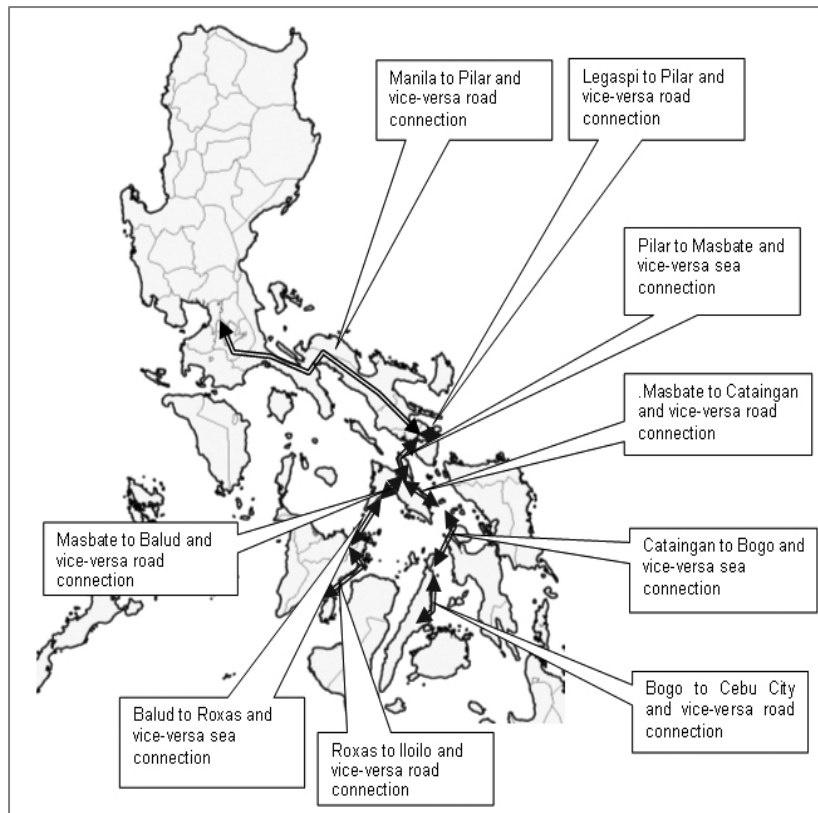 Manila to Pilar and
vice-versa road
connection
Legaspi to Pilar and
vice-versa road
connection
Pilar to Masbate and
vice-versa sea
connection
.Masbate to Cataingan
and vice-versa road
connection
Masbate to Balud and
vice-versa road
connection
Cataingan to Bogo and
vice-versa sea
connection
Balud to Roxas and
vice-versa sea
connection
Roxas to Iloilo and
vice-versa road
connection
Bogo to Cebu City
and vice-versa road
connection